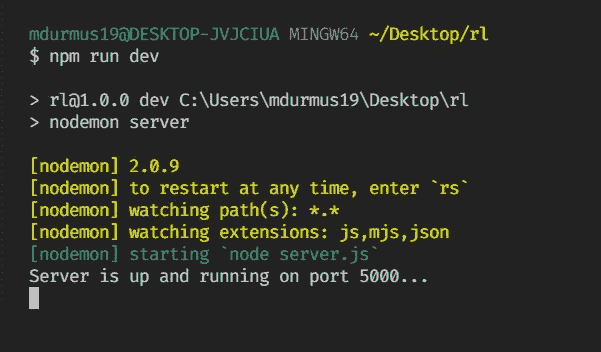 mdurmus19@DESKTOP-JVJCIUA MINGW64 ~/Desktop/rl
$ npm run dev
> rl@1.0.0 dev C:\Users\mdurmus19\Desktop\rl
> nodemon server
[nodemon] 2.0.9
[nodemon] to restart at any time, enter `rs`
[nodemon] watching path(s): *.*
[nodemon] watching extensions: js,mjs,json
[nodemon] starting `node server.js`
Server is up and running on port 5000...